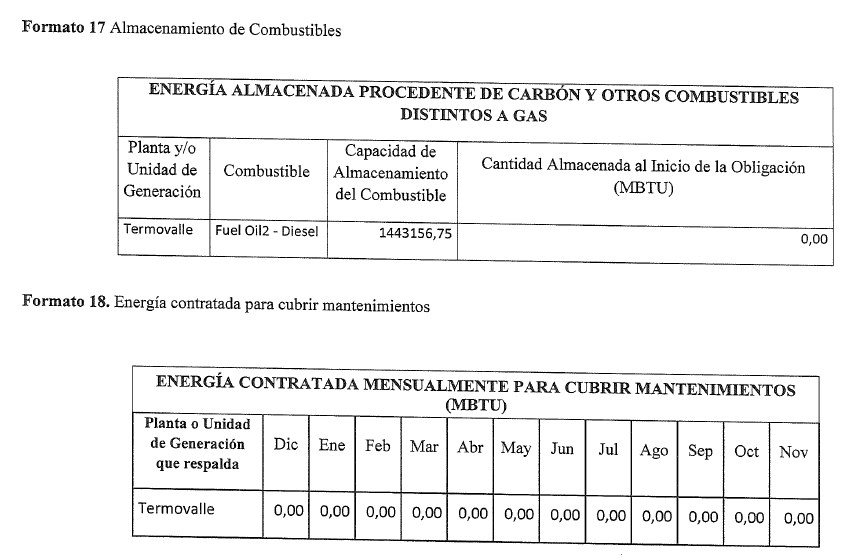 Formato 17 Almacenamiento de Combustibles
ENERGÍA ALMACENADA PROCEDENTE DE CARBÓN Y OTROS COMBUSTIBLES
DISTINTOS A GAS
Planta y/o
Unidad de
Generación
Combustible
Capacidad de
Almacenamiento
del Combustible
Cantidad Almacenada al Inicio de la Obligación
(MBTU)
Termovalle
Fuel Oil2 - Diesel
1443156,75
0,00
Formato 18. Energía contratada para cubrir mantenimientos
ENERGÍA CONTRATADA MENSUALMENTE PARA CUBRIR MANTENIMIENTOS
(MBTU)
Planta o Unidad
de Generación
que respalda
Dic Ene Feb Mar Abr May Jun Jul Ago Sep Oct Nov
Termovalle 0,00 0,00 0,00 0,00 0,00 0,00 0,00 0,00 0,00 0,00 0,00 0,00